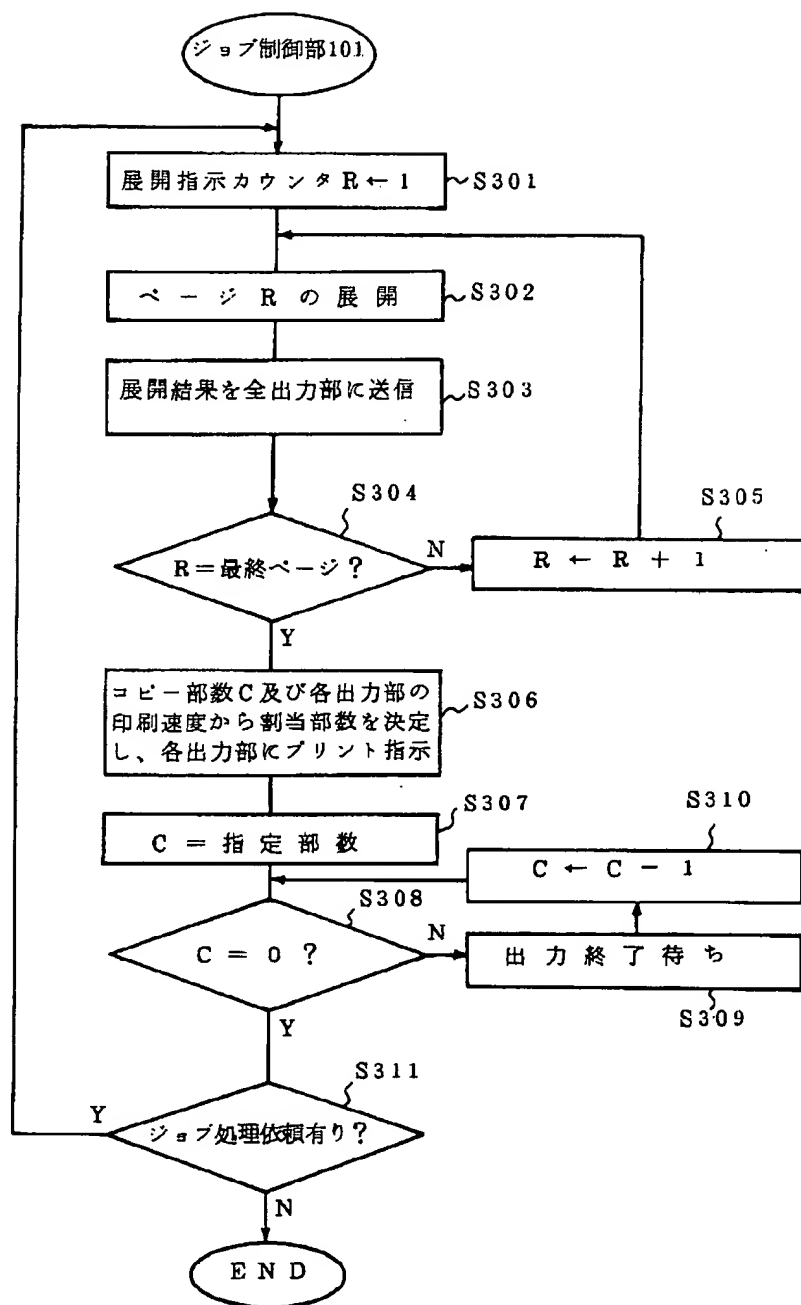 ジョブ制御部101
展開指示カウンタR←1
S301
ページRの展開
S302
展開結果を全出力部に送信
S303
S304
R=最終ページ?
N
Y
S305
R ← R + 1
コピー部数C及び各出力部の
印刷速度から割当部数を決定
し、各出力部にプリント指示
S306
S307
C = 指定部数
S310
C ← C - 1
S308
C = 0 ?
N
Y
出力終了待ち
S309
S311
ジョブ処理依頼有り?
Y
N
END